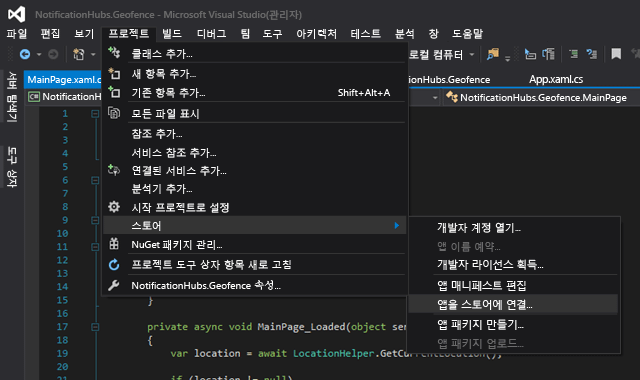 NotificationHubs.Geofence - Microsoft Visual Studio(관리자)
파일 편집 보기 프로젝트 빌드 디버그 팀 도구 아키텍처 테스트 분석 창 도움말
로컬 컴퓨터
MainPage.xaml.c
NotificationHubs.Geofence
App.xaml.cs
NotificationH
NotificationHubs.Geofence.MainPage
서버 탐색기
도구 상자
클래스 추가...
새 항목 추가...
기존 항목 추가... Shift+Alt+A
모든 파일 표시
참조 추가...
서비스 참조 추가...
연결된 서비스 추가...
분석기 추가...
시작 프로젝트로 설정
스토어
NuGet 패키지 관리...
프로젝트 도구 상자 항목 새로 고침
NotificationHubs.Geofence 속성...
개발자 계정 열기...
앱 이름 예약...
개발자 라이선스 획득...
앱 매니페스트 편집
앱을 스토어에 연결...
앱 패키지 만들기...
앱 패키지 업로드...
1
2
3
4
6
7
8
9
10
11
12
13
14
15
16 }
17 private async void MainPage_Loaded(object se
18 {
19 var location = await LocationHelper.GetCurrentLocation();
20
21 if (location != null)